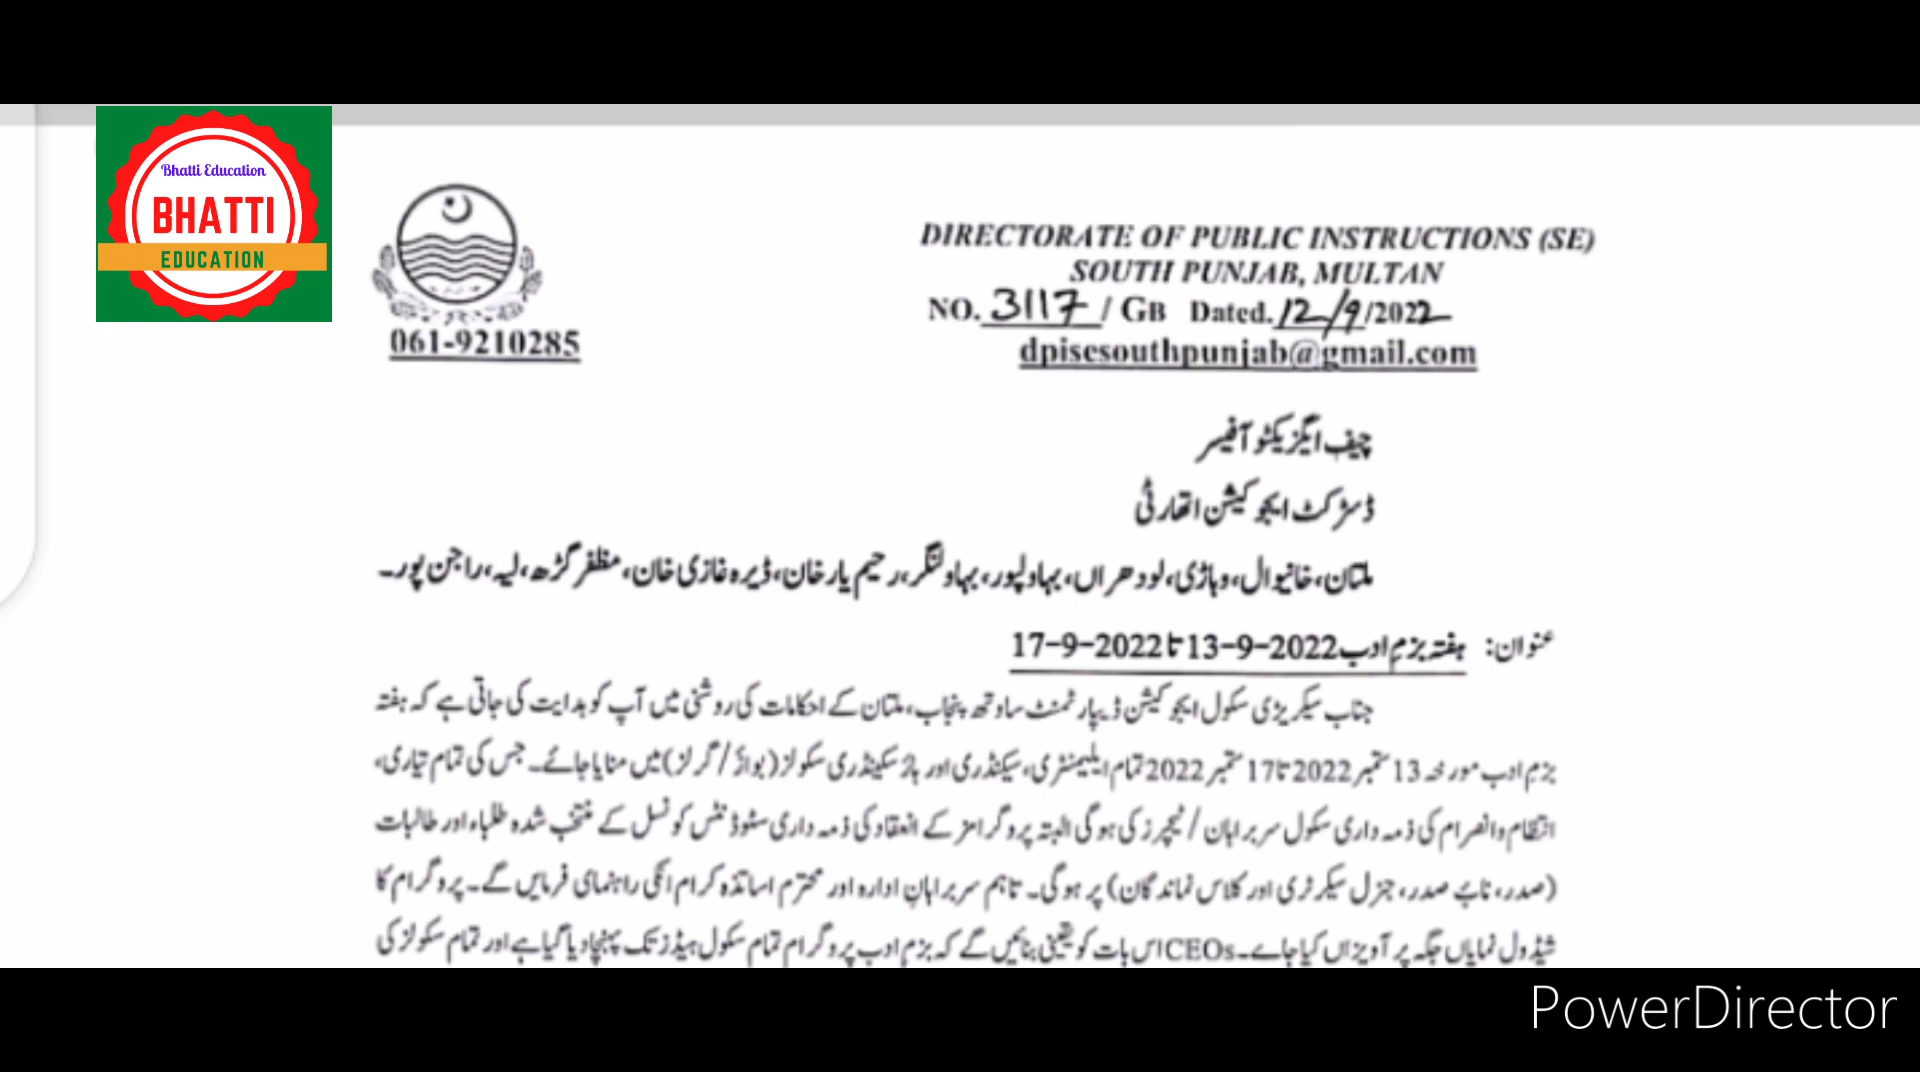 Bhatti Education
BHATTI
EDUCATION
061-9210285
DIRECTORATE OF PUBLIC INSTRUCTIONS (SE)
SOUTH PUNJAB, MULTAN
NO. 3117 / GB Dated. 12/9/2022
dpisesouthpunjab@gmail.com
چیف ایگزیکٹو آفیسر
ڈسڑکٹ ایجوکیشن اتھارٹی
ملتان، خانیوال، وہاڑی، لودھراں، بہاولپور، بہاولنگر، رحیم یار خان، ڈیرہ غازی خان، مظفر گڑھ، لیہ، راجن پور۔
عنوان: ہفتہ بزم ادب 13-9-2022 تا 17-9-2022
جناب سیکریڑی سکول ایجوکیشن ڈیپارٹمنٹ ساوتھ پنجاب، ملتان کے احکامات کی روشنی میں آپ کو ہدایت کی جاتی ہے کہ ہفتہ
بزم ادب مورخہ 13 ستمبر 2022 تا 17 ستمبر 2022 تمام ایلیمنٹری، سیکنڈری اور ہائر سکینڈری سکولز (بوائز/گرلز) میں منایا جائے۔ جس کی تمام تیاری،
انتظام وانصرام کی ذمہ داری سکول سربراہان / ٹیچرز کی ہوگی البتہ پروگرامز کے انعقاد کی ذمہ داری سٹوڈنٹس کونسل کے منتخب شدہ طلباء اور طالبات
(صدر، نائب صدر، جنرل سیکرٹری اور کلاس نمائندگان) پر ہوگی۔ تاہم سربراہان ادارہ اور محترم اساتذہ کرام انکی راہنمای فرمایں گے۔ پروگرام کا
شیڈول نمایاں جگہ پر آویزاں کیا جاے۔ CEOs اس بات کو یقینی بنائیں گے کہ بزم ادب پروگرام تمام سکول ہیڈز تک پہنچا دیا گیا ہے اور تمام سکولز کی
PowerDirector